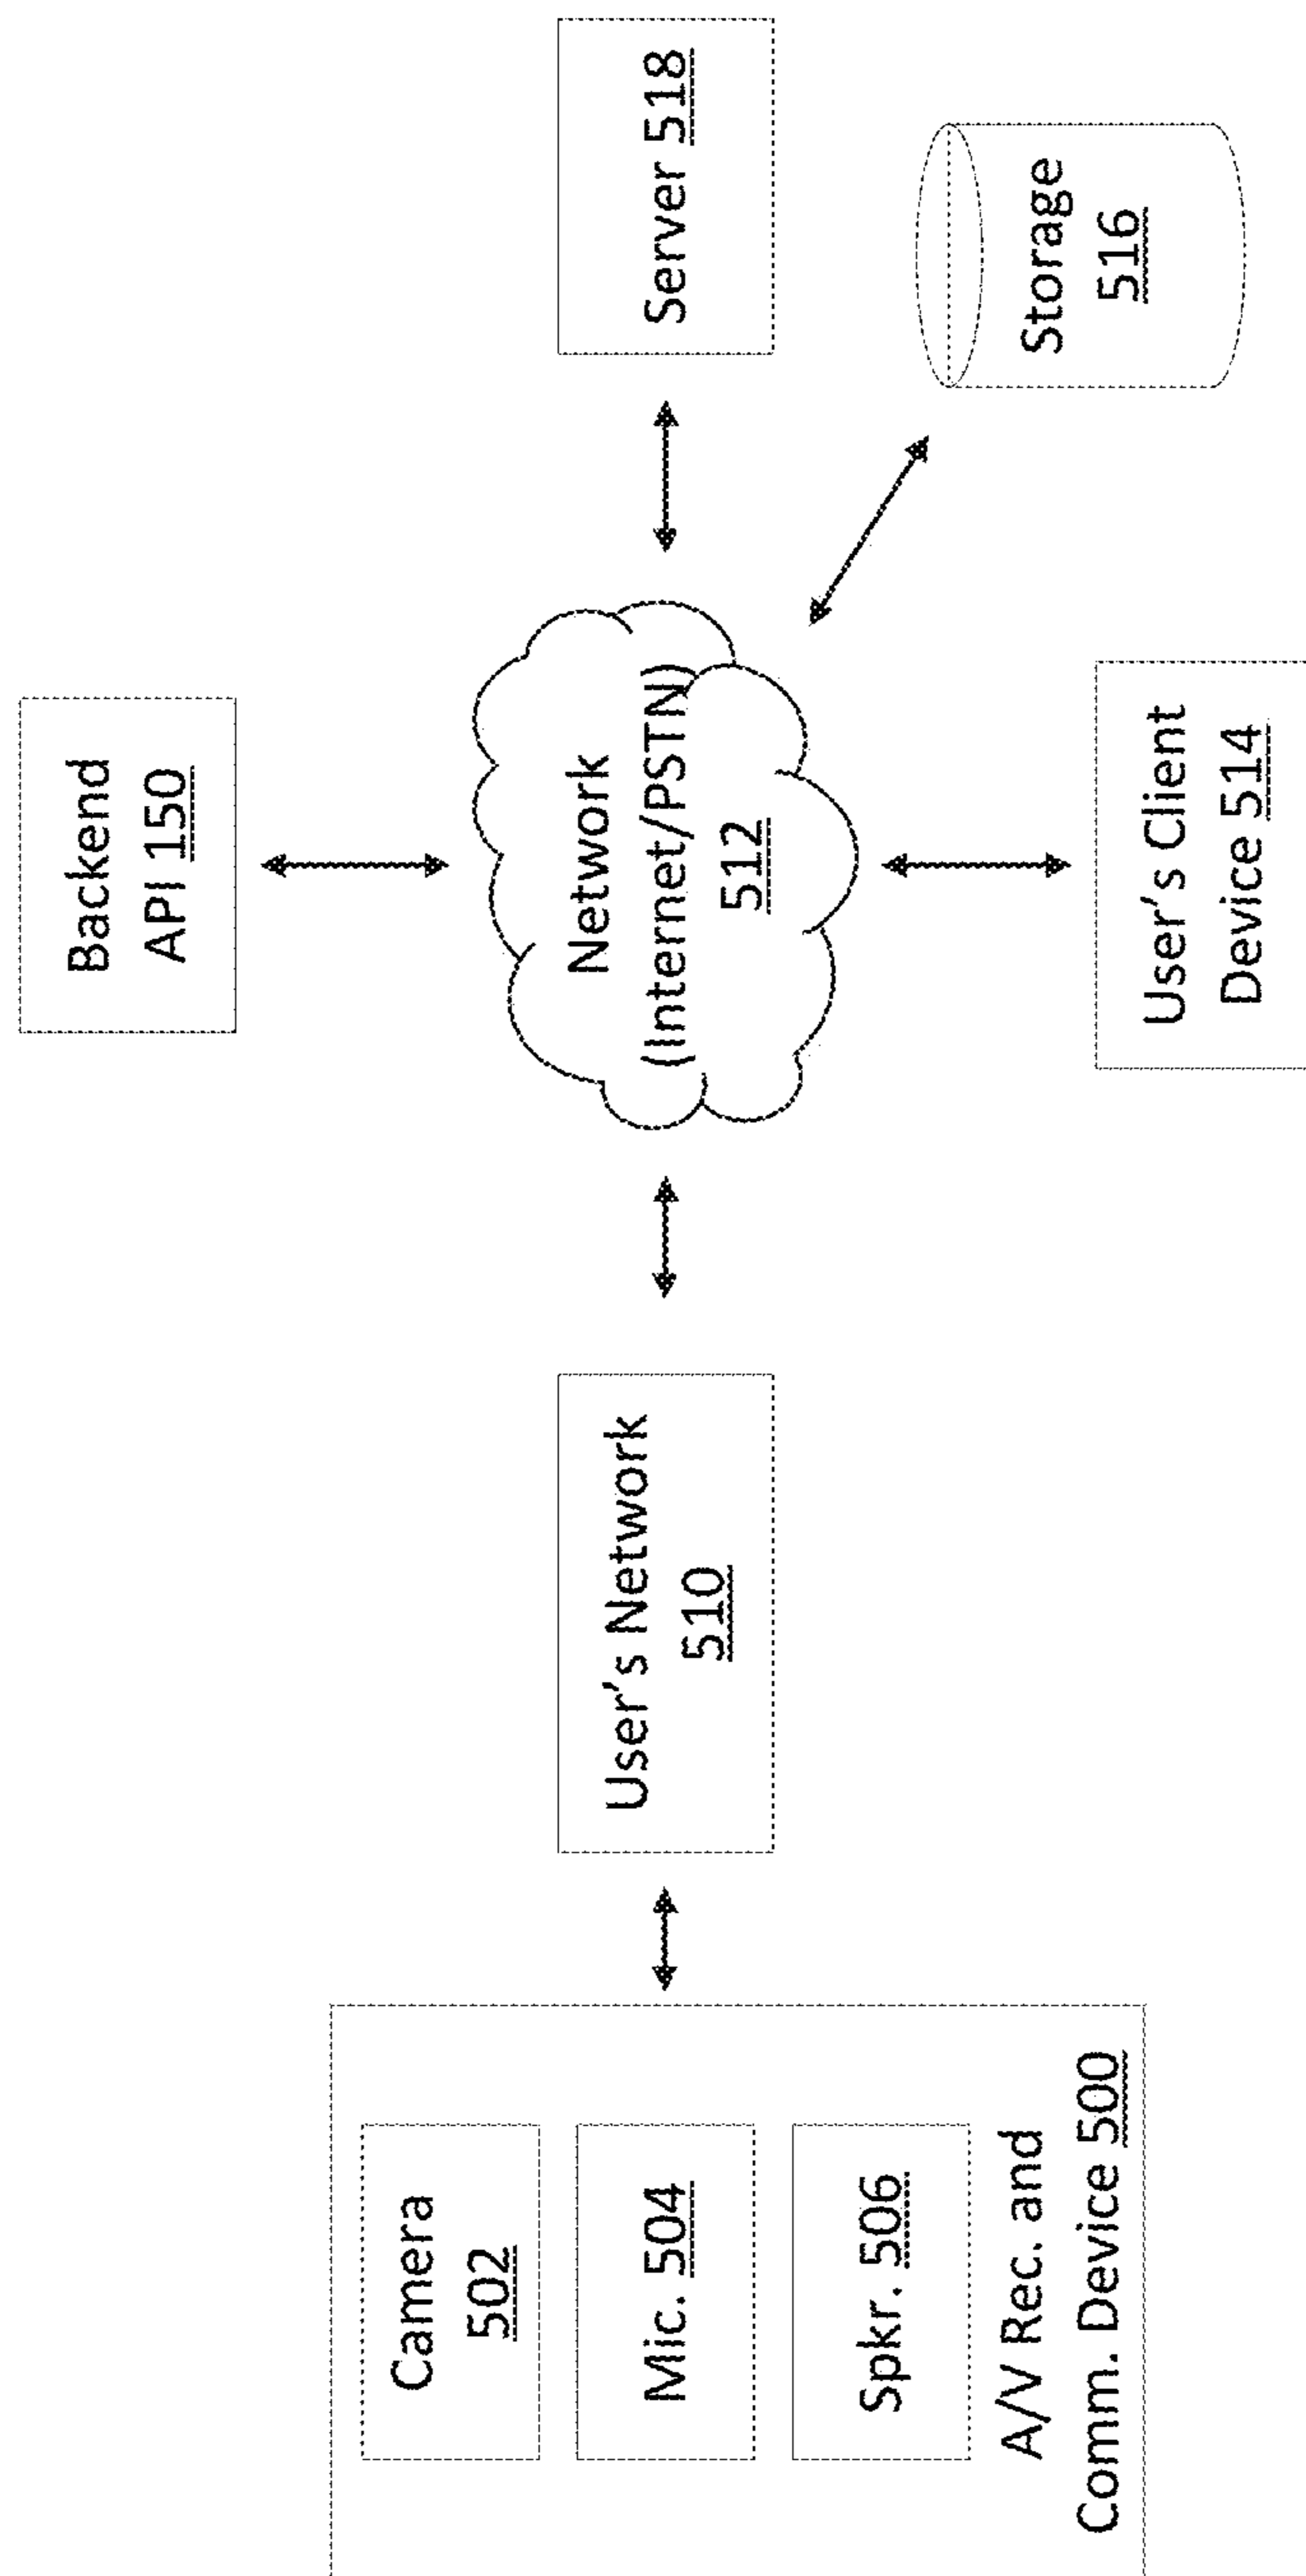 Camera
502
Mic. 504
Spkr. 506
A/V Rec. and
Comm. Device 500
User's Network
510
Backend
API 150
Network
(Internet/PSTN)
512
User's Client
Device 514
Server 518
Storage
516